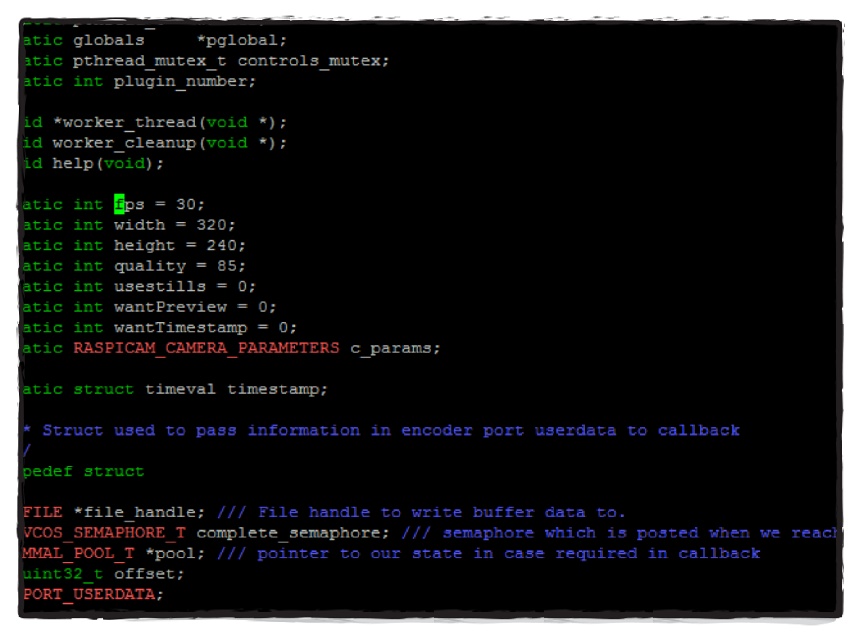 atic globals     *pglobal;
atic pthread_mutex_t controls_mutex;
atic int plugin_number;
id *worker_thread(void *);
id worker_cleanup(void *);
id help(void);
atic int fps = 30;
atic int width = 320;
atic int height = 240;
atic int quality = 85;
atic int usestills = 0;
atic int wantPreview = 0;
atic int wantTimestamp = 0;
atic RASPICAM_CAMERA_PARAMETERS c_params;
atic struct timeval timestamp;
* Struct used to pass information in encoder port userdata to callback
/
pedef struct
FILE *file_handle; /// File handle to write buffer data to.
VCOS_SEMAPHORE_T complete_semaphore; /// semaphore which is posted when we reach
MMAL_POOL_T *pool; /// pointer to our state in case required in callback
uint32_t offset;
PORT_USERDATA;